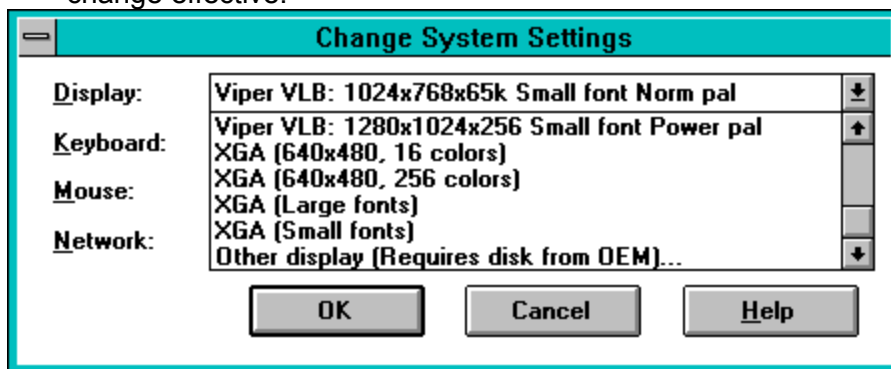 change effective.
Change System Settings
Display: Viper VLB: 1024x768x65k Small font Norm pal
Viper VLB: 1280x1024x256 Small font Power pal
Keyboard:
XGA (640x480, 16 colors)
XGA (640x480, 256 colors)
Mouse:
XGA (Large fonts)
XGA (Small fonts)
Network:
Other display (Requires disk from OEM)...
OK Cancel Help